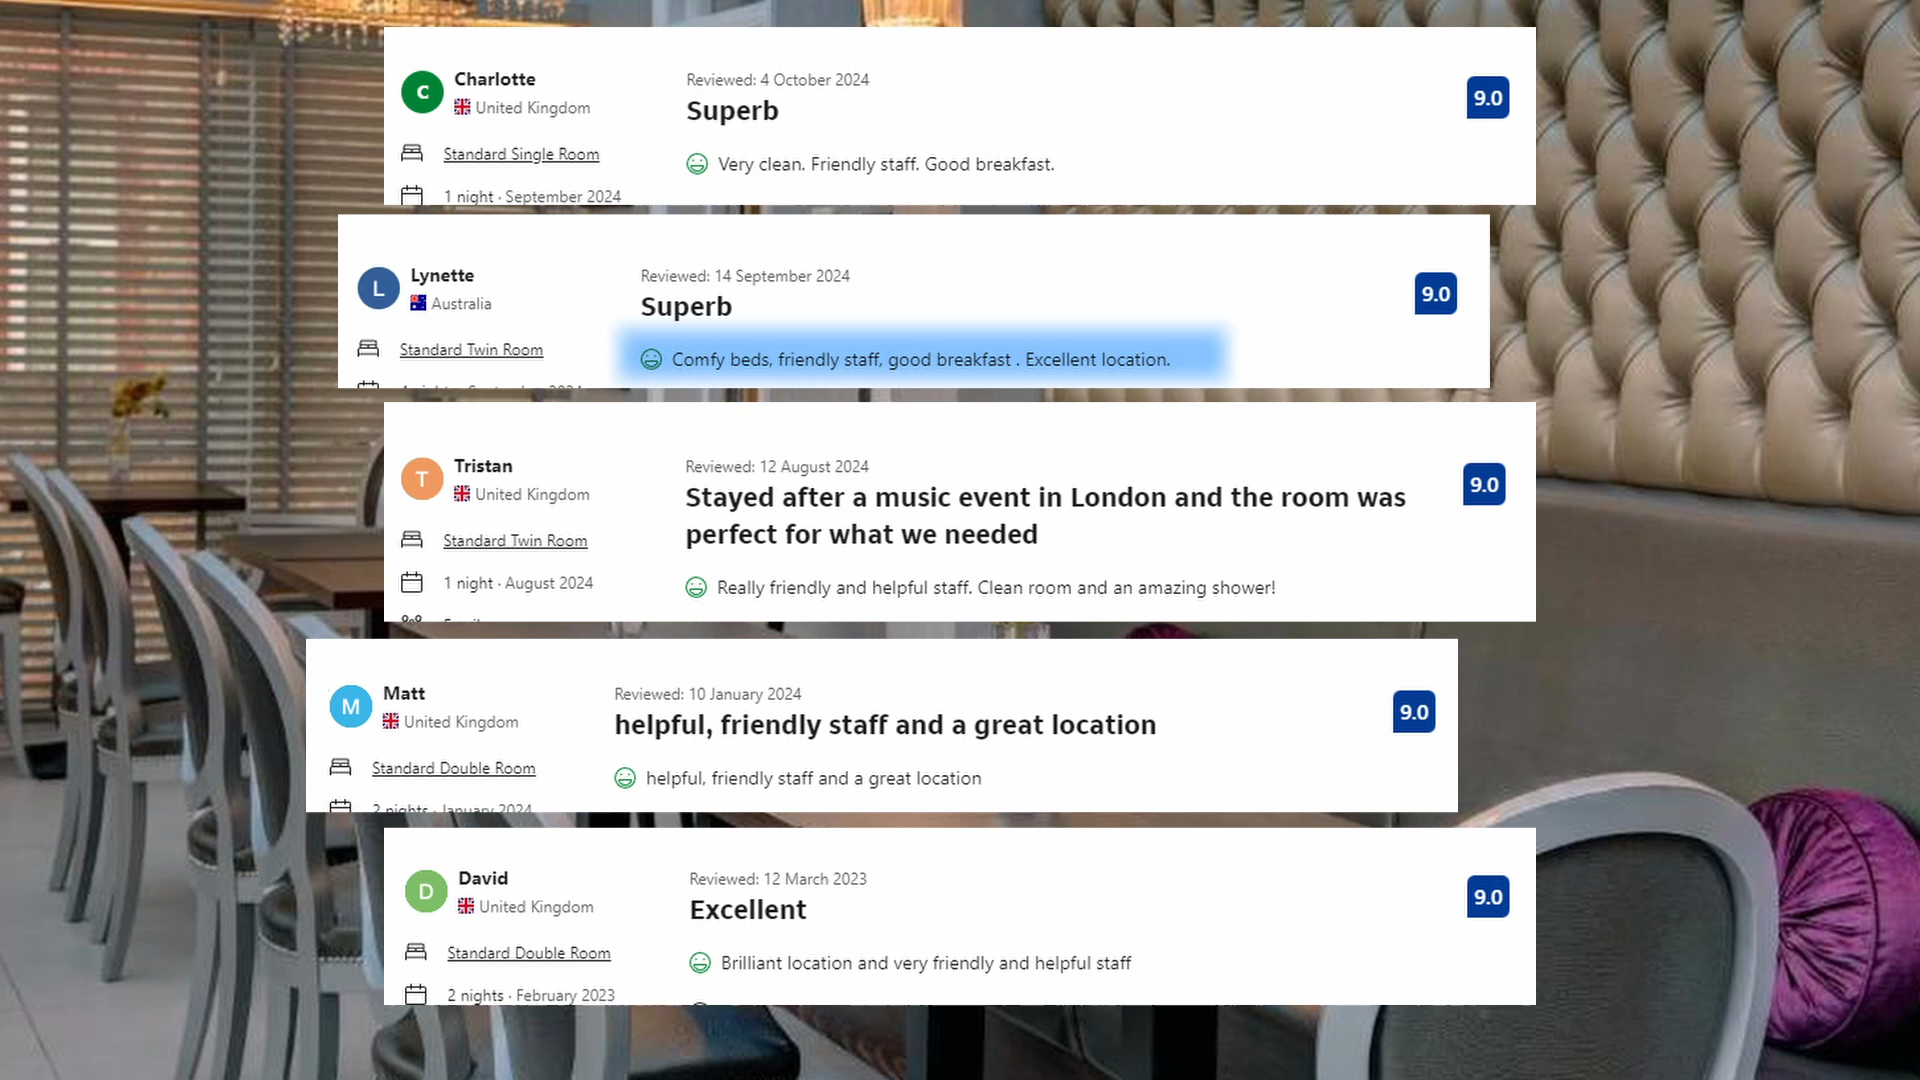 C
Charlotte
United Kingdom
Standard Single Room
1 night · September 2024
Reviewed: 4 October 2024
Superb
Very clean. Friendly staff. Good breakfast.
9.0
L
Lynette
Australia
Standard Twin Room
Reviewed: 14 September 2024
Superb
Comfy beds, friendly staff, good breakfast . Excellent location.
9.0
T
Tristan
United Kingdom
Standard Twin Room
1 night · August 2024
Reviewed: 12 August 2024
Stayed after a music event in London and the room was
perfect for what we needed
Really friendly and helpful staff. Clean room and an amazing shower!
9.0
M
Matt
United Kingdom
Standard Double Room
2 nights · January 2024
Reviewed: 10 January 2024
helpful, friendly staff and a great location
helpful, friendly staff and a great location
9.0
D
David
United Kingdom
Standard Double Room
2 nights · February 2023
Reviewed: 12 March 2023
Excellent
Brilliant location and very friendly and helpful staff
9.0